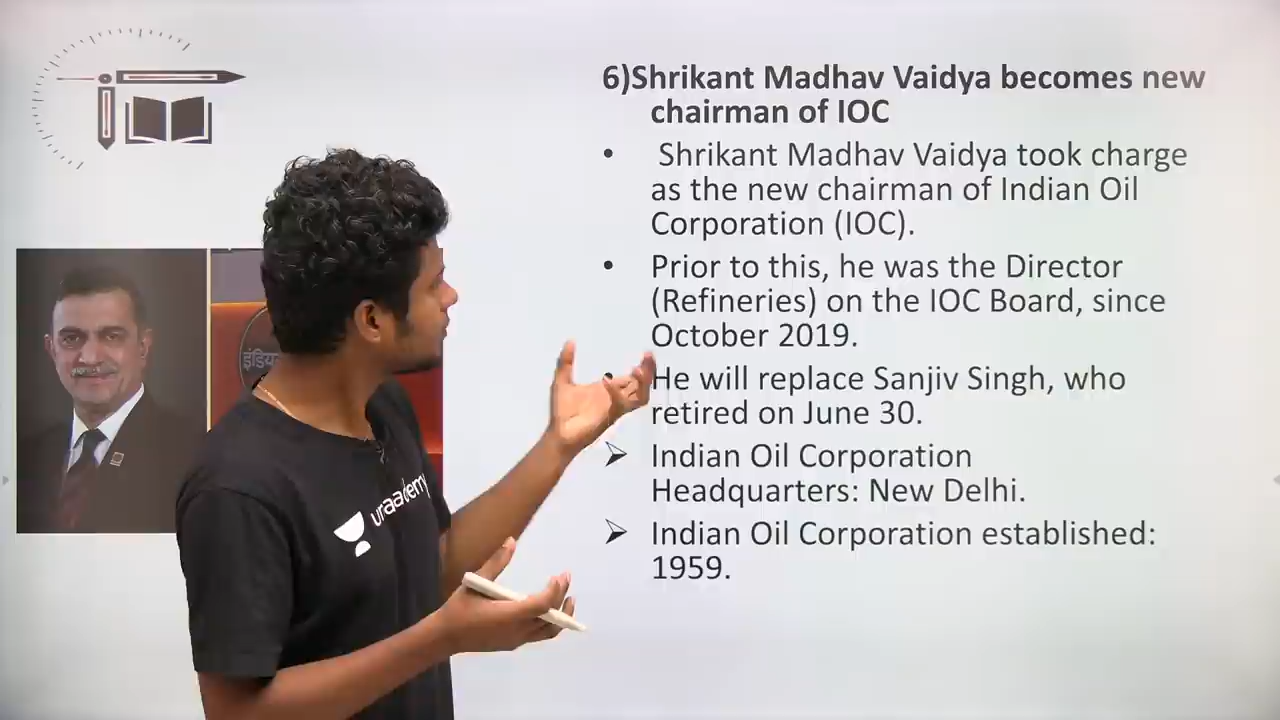 6)Shrikant Madhav Vaidya becomes new
chairman of IOC
• Shrikant Madhav Vaidya took charge
as the new chairman of Indian Oil
Corporation (IOC).
• Prior to this, he was the Director
(Refineries) on the IOC Board, since
October 2019.
• He will replace Sanjiv Singh, who
retired on June 30.
➢ Indian Oil Corporation
Headquarters: New Delhi.
➢ Indian Oil Corporation established:
1959.
unacademy